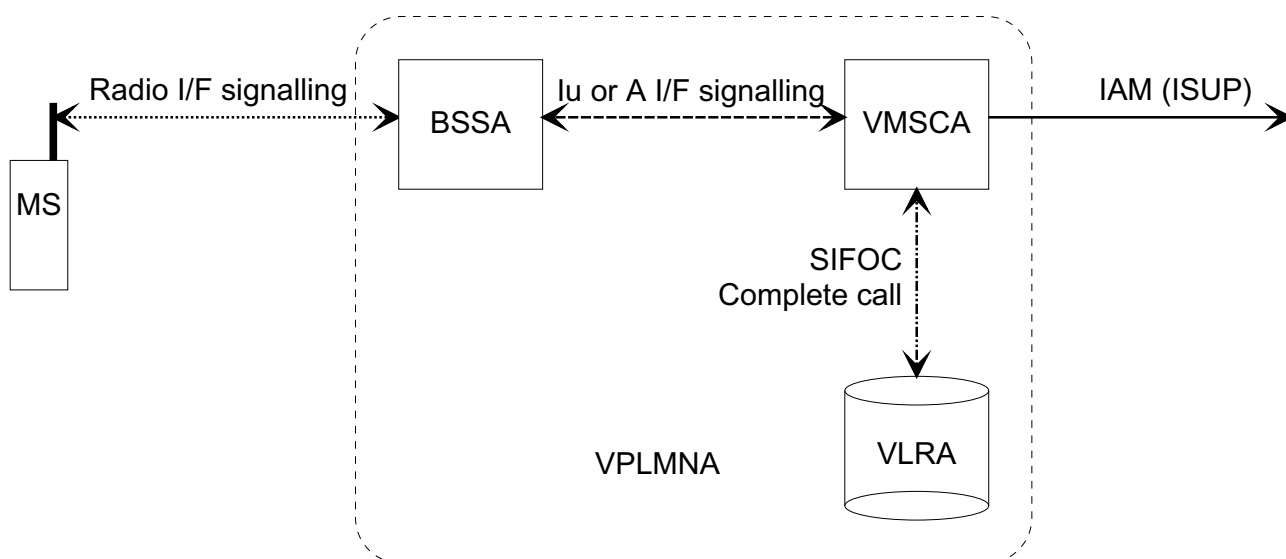 Radio I/F signalling
Iu or A I/F signalling
IAM (ISUP)
BSSA
VMSCA
MS
SIFOC
Complete call
VPLMNA
VLRA